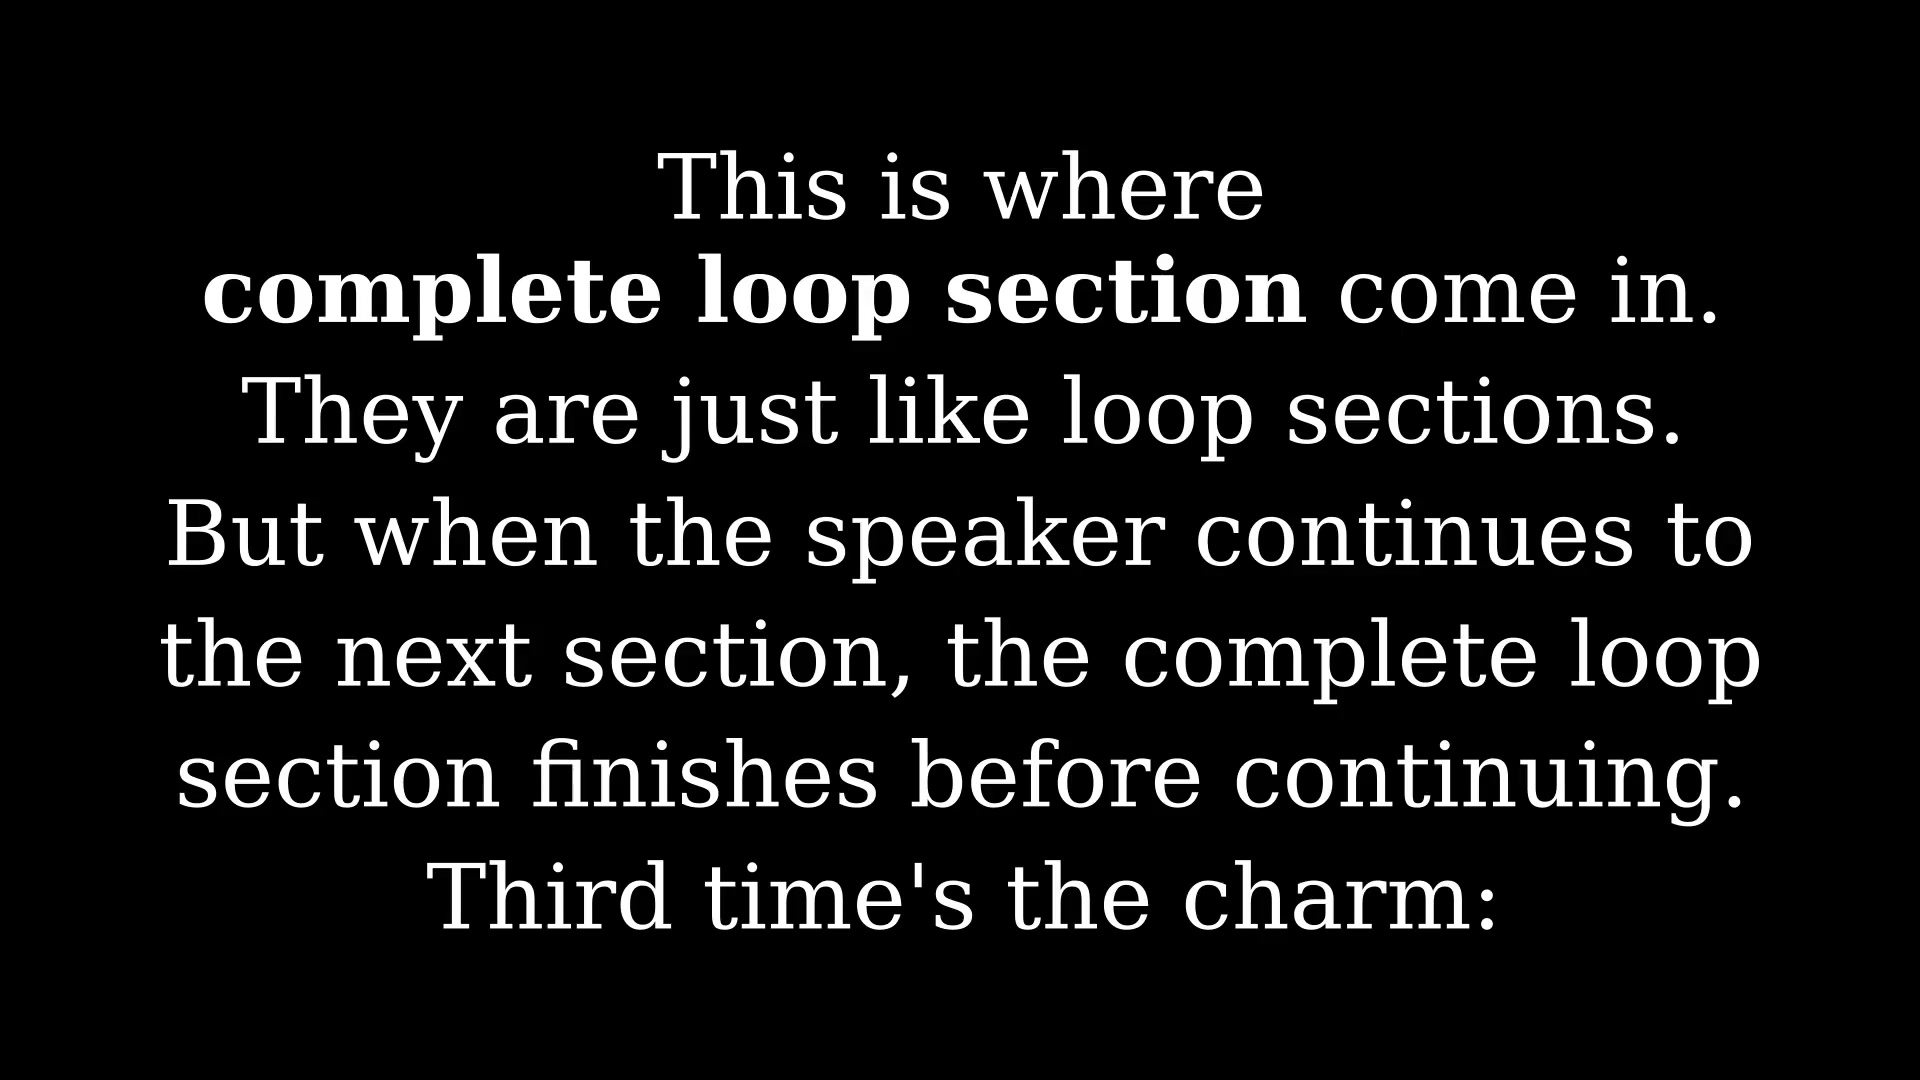 This is where
complete loop section come in.
They are just like loop sections.
But when the speaker continues to
the next section, the complete loop
section finishes before continuing.
Third time's the charm: